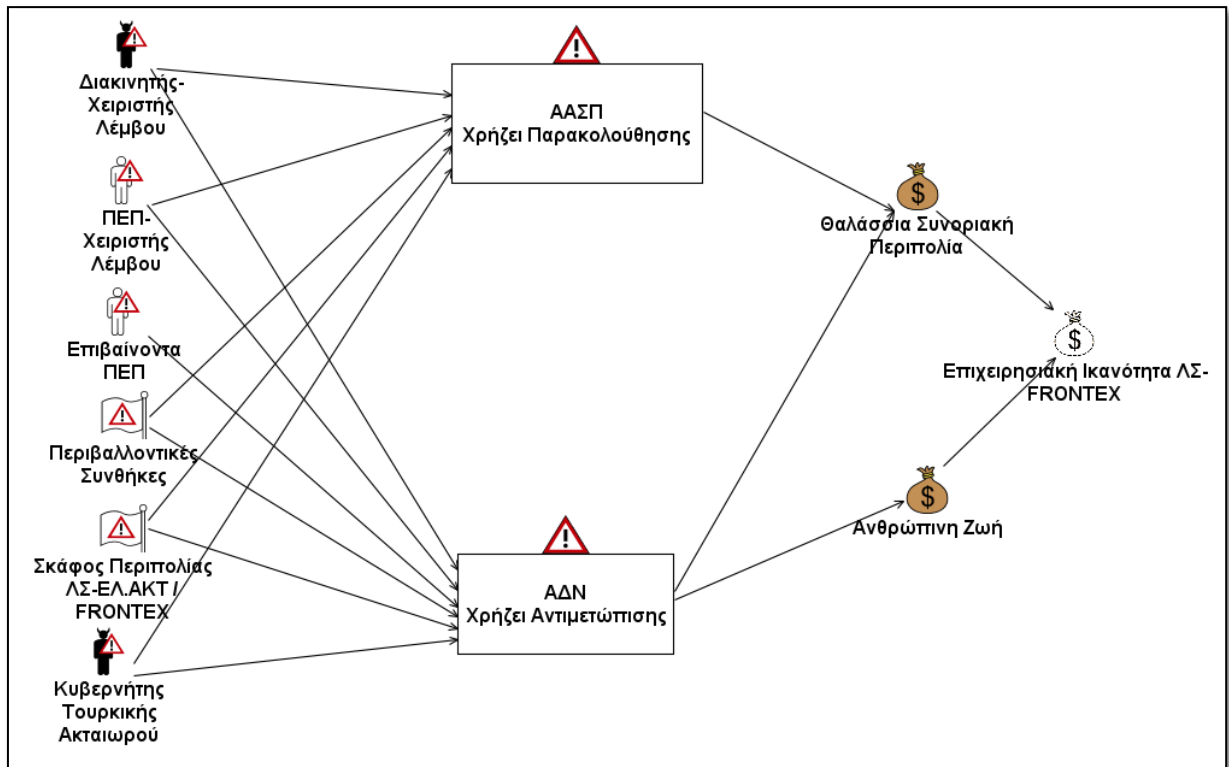 Διακινητής-
Χειριστής
Λέμβου
ΠΕΠ-
Χειριστής
Λέμβου
Επιβαίνοντα
ΠΕΠ
Περιβαλλοντικές
Συνθήκες
Σκάφος Περιπολίας
ΛΣ-ΕΛ.ΑΚΤ /
FRONTEX
Κυβερνήτης
Τουρκικής
Ακταιωρού
ΑΑΣΠ
Χρήζει Παρακολούθησης
ΑΔΝ
Χρήζει Αντιμετώπισης
$
Θαλάσσια Συνοριακή
Περιπολία
$
Ανθρώπινη Ζωή
$
Επιχειρησιακή Ικανότητα ΛΣ-
FRONTEX